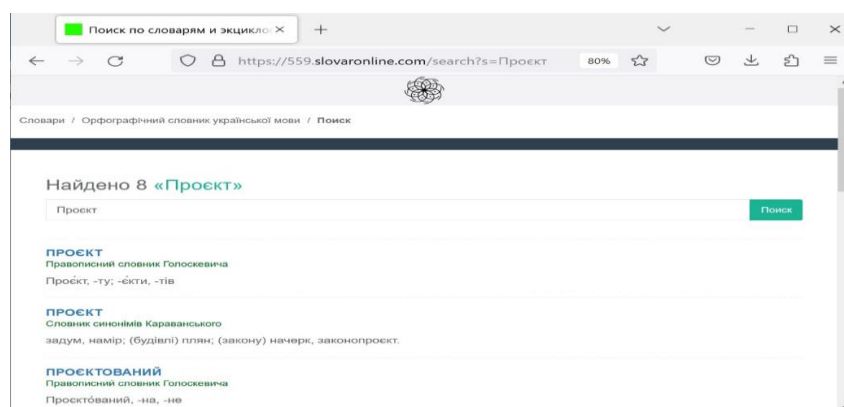 Поиск по словарям и экцикло
https://559.slovaronline.com/search?s=Проєкт 80%
Словари / Орфографічний словник української мови / Поиск
Найдено 8 «Проєкт»
Проєкт Поиск
ПРОЄКТ
Правописний словник Голоскевича
Проє́кт, -ту; -є́кти, -тів
ПРОЄКТ
Словник синонімів Караванського
задум, намір; (будівлі) плян; (закону) начерк, законопроєкт.
ПРОЄКТОВАНИЙ
Правописний словник Голоскевича
Проєкто́ваний, -на, -не